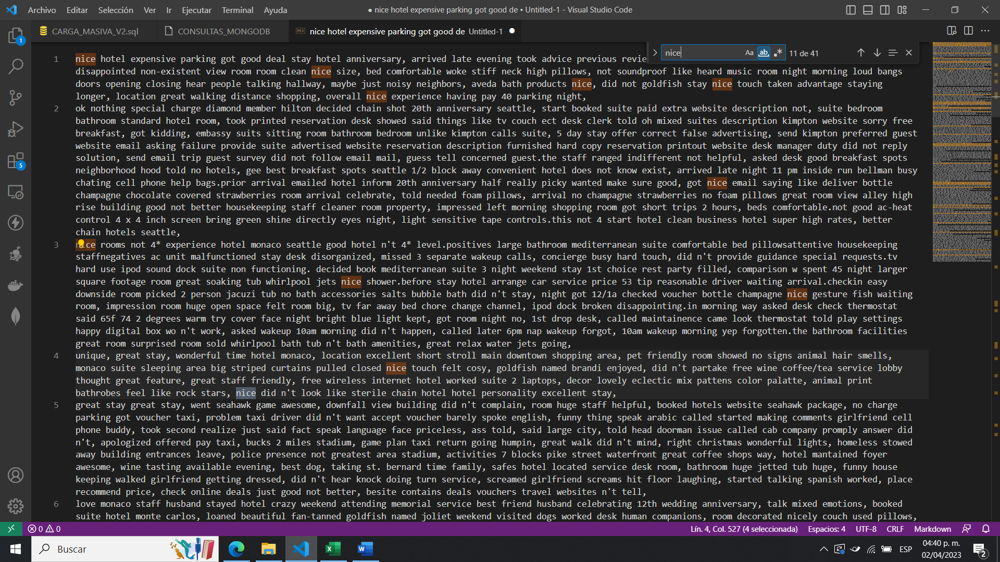 Archivo Editar Selección Ver Ir Ejecutar Terminal Ayuda
● nice hotel expensive parking got good de • Untitled-1 - Visual Studio Code
CARGA_MASIVA_V2.sql
CONSULTAS_MONGODB
nice hotel expensive parking got good de Untitled-1
nice
Aa
ab
11 de 41
1
5
1 nice hotel expensive parking got good deal stay hotel anniversary, arrived late evening took advice previous
disappointed non-existent view room room clean nice size, bed comfortable woke stiff neck high pillows, not soundproof like heard music room night morning loud bangs
doors opening closing hear people talking hallway, maybe just noisy neighbors, aveda bath products nice, did not goldfish stay nice touch taken advantage staying
longer, location great walking distance shopping, overall nice experience having pay 40 parking night,
2 ok nothing special charge diamond member hilton decided chain shot 20th anniversary seattle, start booked suite paid extra website description not, suite bedroom
bathroom standard hotel room, took printed reservation desk showed said things like tv couch ect desk clerk told oh mixed suites description kimpton website sorry free
breakfast, got kidding, embassy suits sitting room bathroom bedroom unlike kimpton calls suite, 5 day stay offer correct false advertising, send kimpton preferred guest
website email asking failure provide suite advertised website reservation description furnished hard copy reservation printout website desk manager duty did not reply
solution, send email trip guest survey did not follow email mail, guess tell concerned guest.the staff ranged indifferent not helpful, asked desk good breakfast spots
neighborhood hood told no hotels, gee best breakfast spots seattle 1/2 block away convenient hotel does not know exist, arrived late night 11 pm inside run bellman busy
chating cell phone help bags.prior arrival emailed hotel inform 20th anniversary half really picky wanted make sure good, got nice email saying like deliver bottle
champagne chocolate covered strawberries room arrival celebrate, told needed foam pillows, arrival no champagne strawberries no foam pillows great room view alley high
rise building good not better housekeeping staff cleaner room property, impressed left morning shopping room got short trips 2 hours, beds comfortable.not good ac-heat
control 4 x 4 inch screen bring green shine directly eyes night, light sensitive tape controls.this not 4 start hotel clean business hotel super high rates, better
chain hotels seattle,
3 nice rooms not 4* experience hotel monaco seattle good hotel n't 4* level.positives large bathroom mediterranean suite comfortable bed pillowsattentive housekeeping
staffnegatives ac unit malfunctioned stay desk disorganized, missed 3 separate wakeup calls, concierge busy hard touch, did n't provide guidance special requests.tv
hard use ipod sound dock suite non functioning. decided book mediterranean suite 3 night weekend stay 1st choice rest party filled, comparison w spent 45 night larger
square footage room great soaking tub whirlpool jets nice shower.before stay hotel arrange car service price 53 tip reasonable driver waiting arrival.checkin easy
downside room picked 2 person jacuzi tub no bath accessories salts bubble bath did n't stay, night got 12/1a checked voucher bottle champagne nice gesture fish waiting
room, impression room huge open space felt room big, tv far away bed chore change channel, ipod dock broken disappointing.in morning way asked desk check thermostat
said 65f 74 2 degrees warm try cover face night bright blue light kept, got room night no, 1st drop desk, called maintainence came look thermostat told play settings
happy digital box wo n't work, asked wakeup 10am morning did n't happen, called later 6pm nap wakeup forgot, 10am wakeup morning yep forgotten.the bathroom facilities
great room surprised room sold whirlpool bath tub n't bath amenities, great relax water jets going,
4 unique, great stay, wonderful time hotel monaco, location excellent short stroll main downtown shopping area, pet friendly room showed no signs animal hair smells,
monaco suite sleeping area big striped curtains pulled closed nice touch felt cosy, goldfish named brandi enjoyed, did n't partake free wine coffee/tea service lobby
thought great feature, great staff friendly, free wireless internet hotel worked suite 2 laptops, decor lovely eclectic mix pattens color palatte, animal print
bathrobes feel like rock stars, nice did n't look like sterile chain hotel hotel personality excellent stay,
5 great stay great stay, went seahawk game awesome, downfall view building did n't complain, room huge staff helpful, booked hotels website seahawk package, no charge
parking got voucher taxi, problem taxi driver did n't want accept voucher barely spoke english, funny thing speak arabic called started making comments girlfriend cell
phone buddy, took second realize just said fact speak language face priceless, ass told, said large city, told head doorman issue called cab company promply answer did
n't, apologized offered pay taxi, bucks 2 miles stadium, game plan taxi return going humpin, great walk did n't mind, right christmas wonderful lights, homeless stowed
away building entrances leave, police presence not greatest area stadium, activities 7 blocks pike street waterfront great coffee shops way, hotel mantained foyer
awesome, wine tasting available evening, best dog, taking st. bernard time family, safes hotel located service desk room, bathroom huge jetted tub huge, funny house
keeping walked girlfriend getting dressed, did n't hear knock doing turn service, screamed girlfriend screams hit floor laughing, started talking spanish worked, place
recommend price, check online deals just good not better, besite contains deals vouchers travel websites n't tell,
6 love monaco staff husband stayed hotel crazy weekend attending memorial service best friend husband celebrating 12th wedding anniversary, talk mixed emotions, booked
suite hotel monte carlos, loaned beautiful fan-tanned goldfish named joliet weekend visited dogs worked desk human companions, room decorated nicely couch used pillows,
0 0
Lín. 4, Col. 527 (4 seleccionada) Espacios: 4 UTF-8 CRLF Markdown
Buscar
ESP
04:40 p. m.
02/04/2023
2